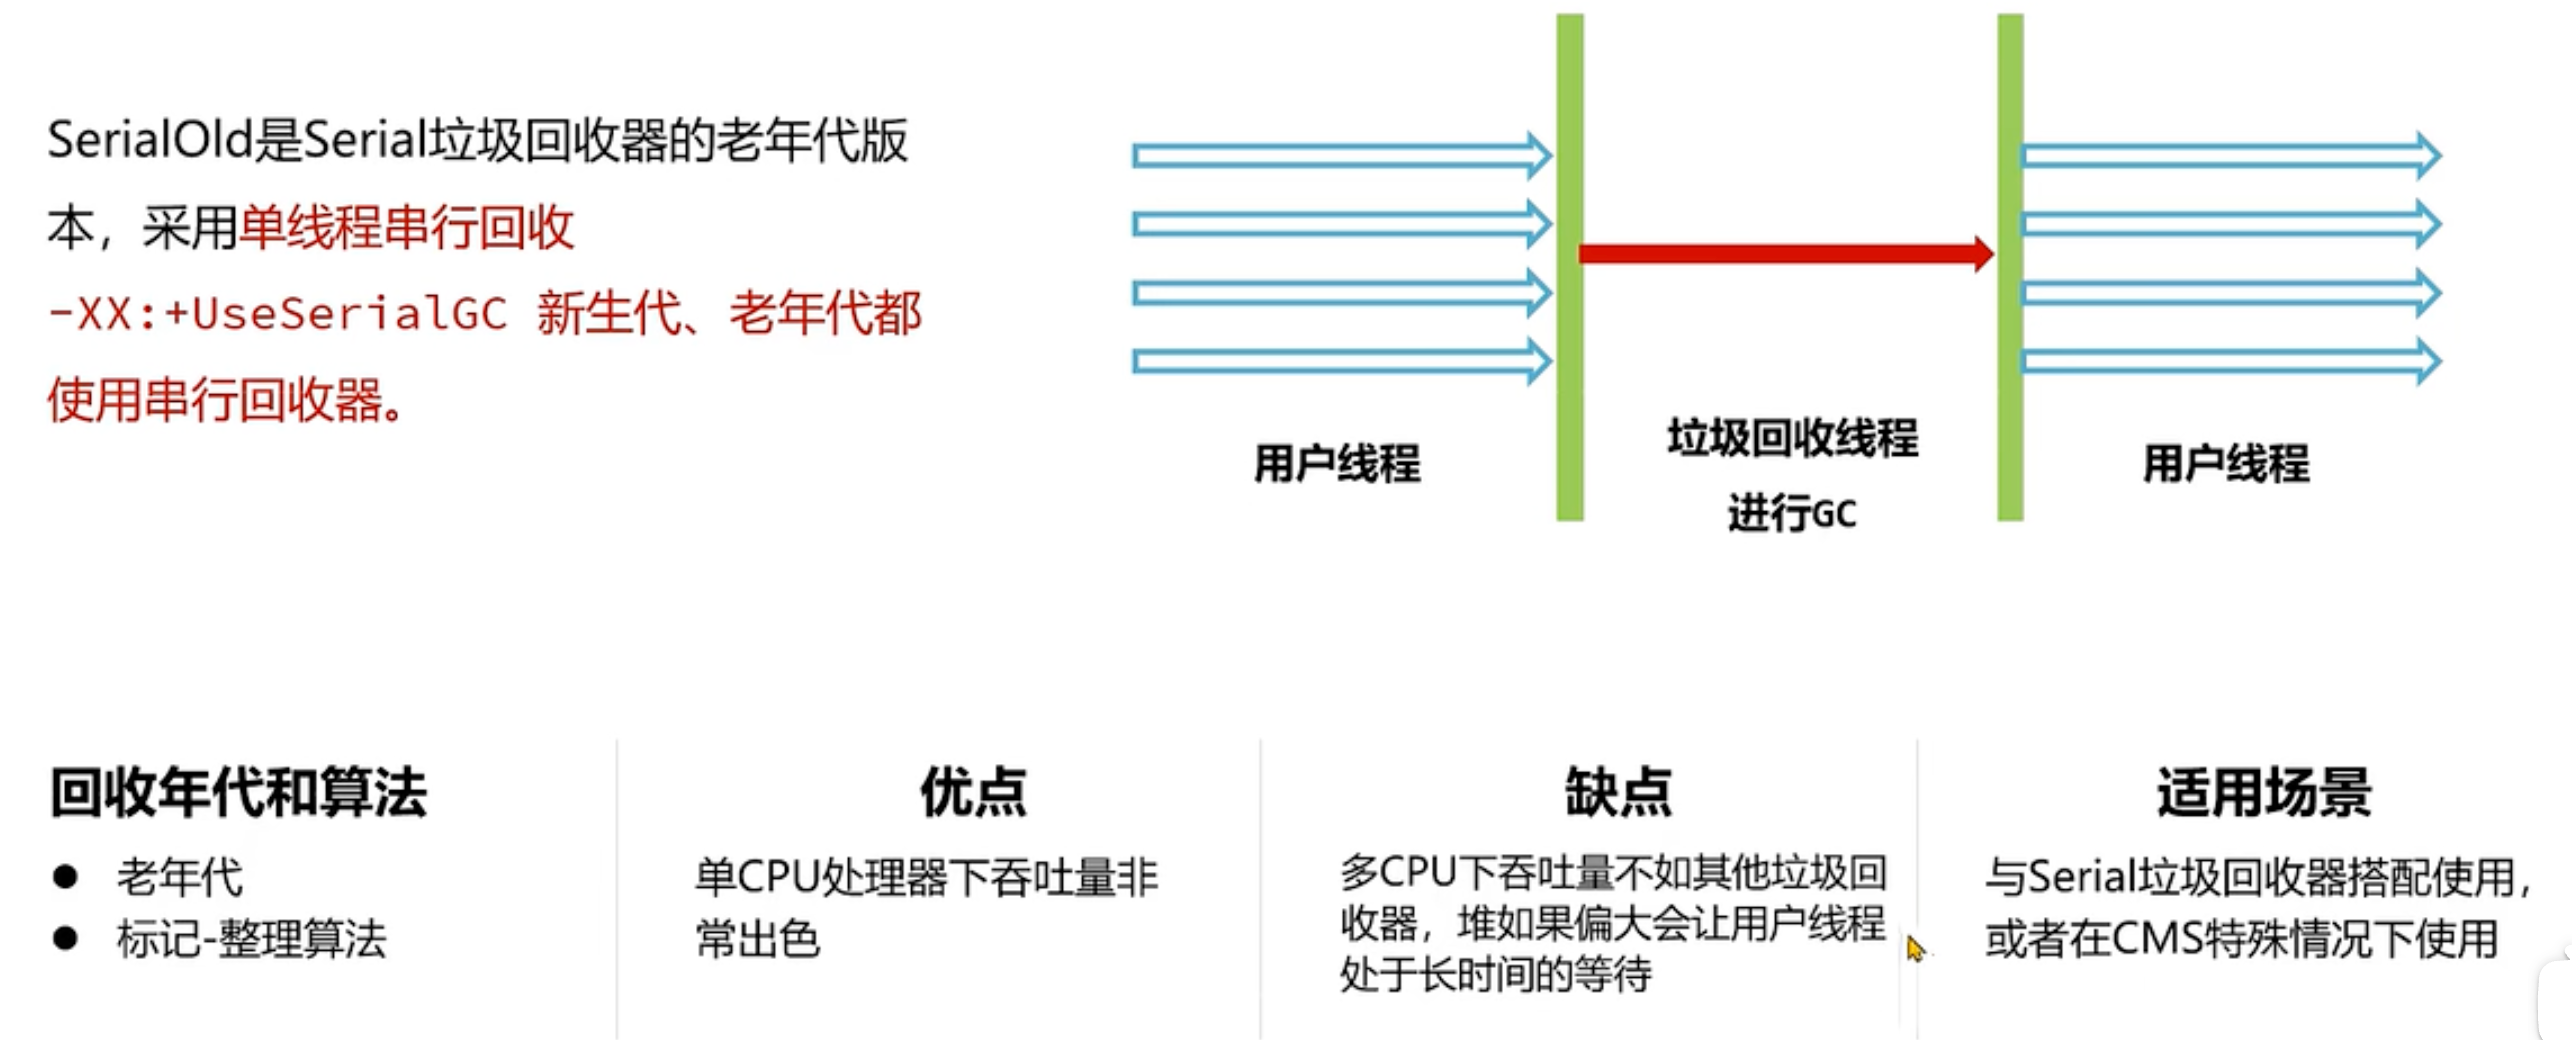 SerialOld是Serial垃圾回收器的老年代版
本，采用单线程串行回收
-XX:+UseSerialGC 新生代、老年代都
使用串行回收器。
用户线程
垃圾回收线程
进行GC
用户线程
回收年代和算法
● 老年代
● 标记-整理算法
优点
单CPU处理器下吞吐量非
常出色
缺点
多CPU下吞吐量不如其他垃圾回
收器，堆如果偏大会让用户线程
处于长时间的等待
适用场景
与Serial垃圾回收器搭配使用，
或者在CMS特殊情况下使用